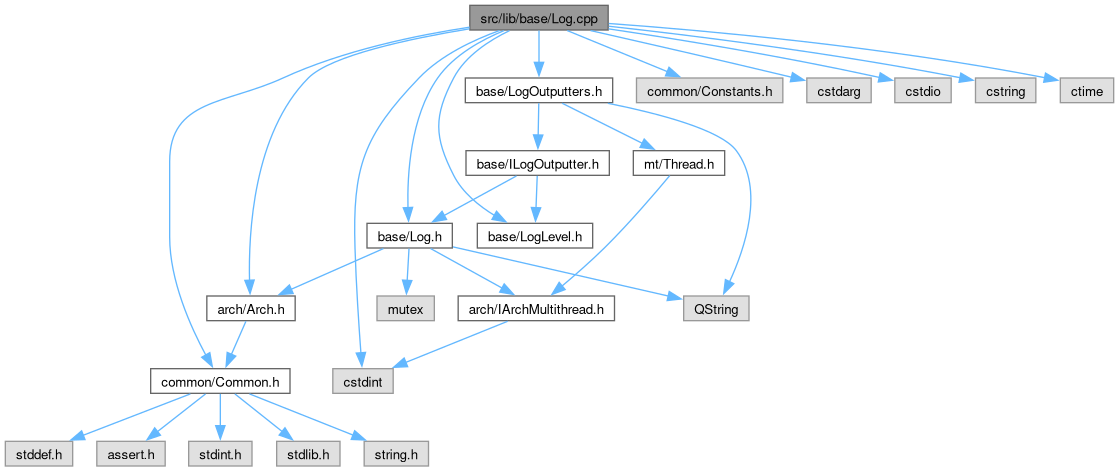 src/lib/base/Log.cpp
base/LogOutputters.h
common/Constants.h
cstdarg
cstdio
cstring
ctime
base/ILogOutputter.h
mt/Thread.h
base/Log.h
base/LogLevel.h
arch/Arch.h
mutex
arch/IArchMultithread.h
QString
common/Common.h
cstdint
stddef.h
assert.h
stdint.h
stdlib.h
string.h